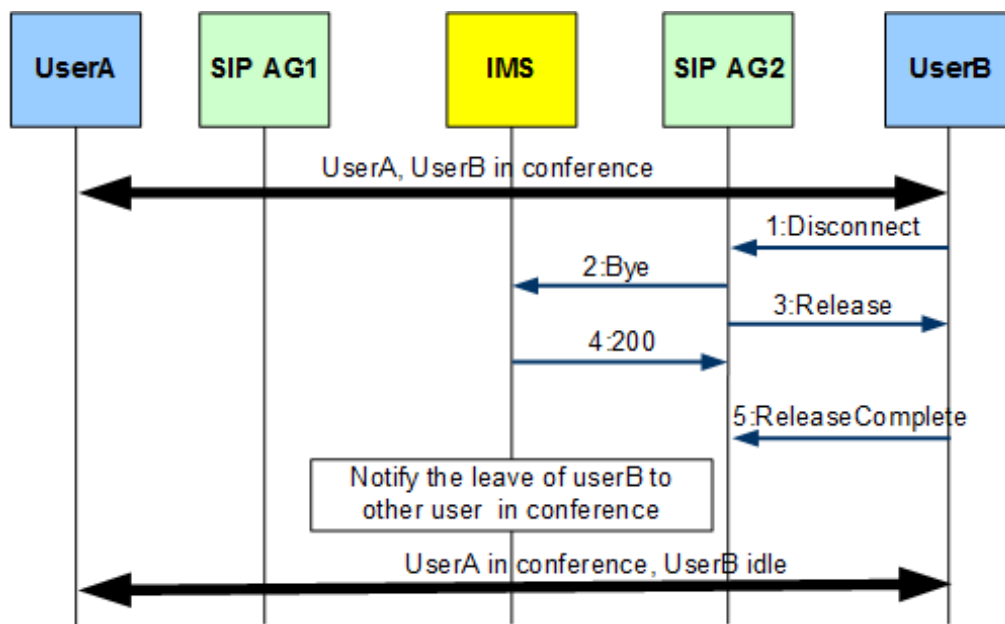 UserA
SIP AG1
IMS
SIP AG2
UserB
UserA, UserB in conference
1:Disconnect
2:Bye
3:Release
4:200
5:ReleaseComplete
Notify the leave of userB to
other user in conference
UserA in conference, UserB idle